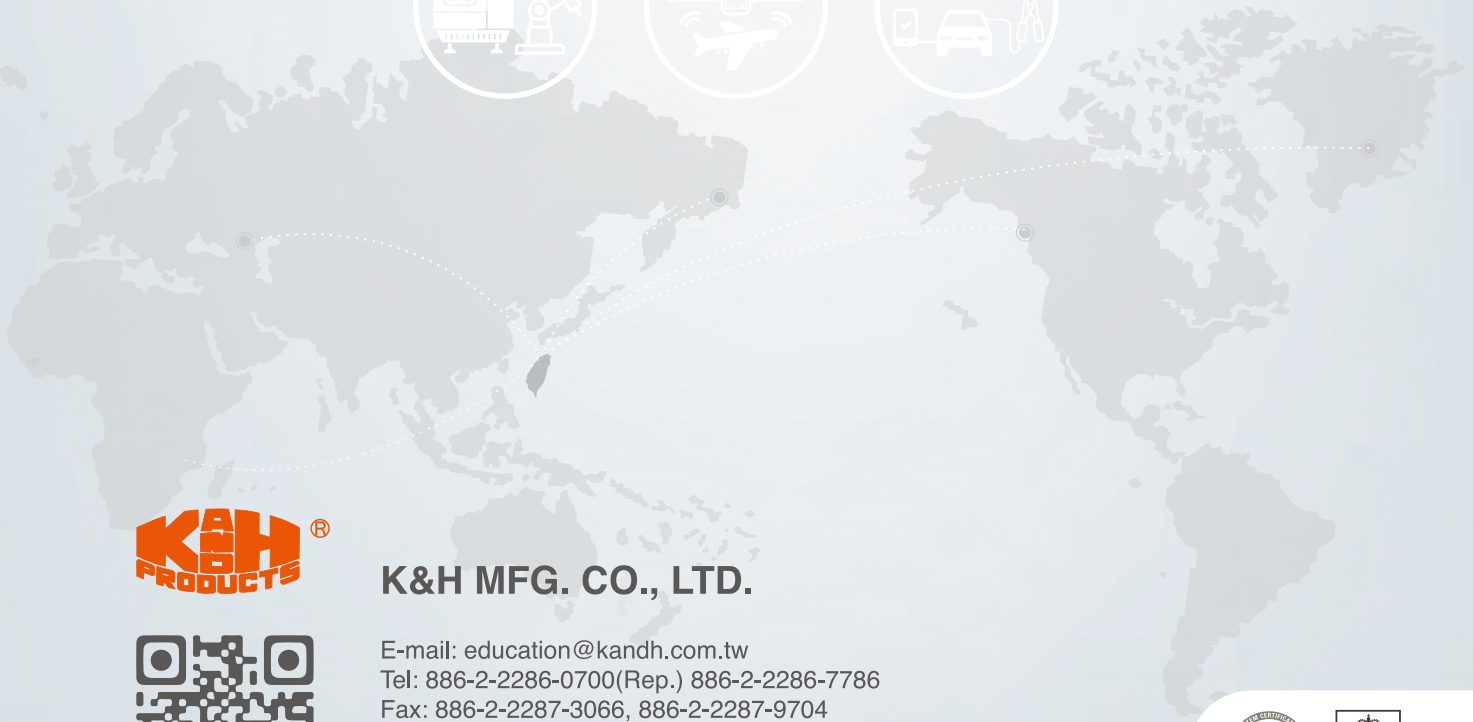 K AND H ®
PRODUCTS
K&H MFG. CO., LTD.
E-mail: education@kandh.com.tw
Tel: 886-2-2286-0700(Rep.) 886-2-2286-7786
Fax: 886-2-2287-3066, 886-2-2287-9704